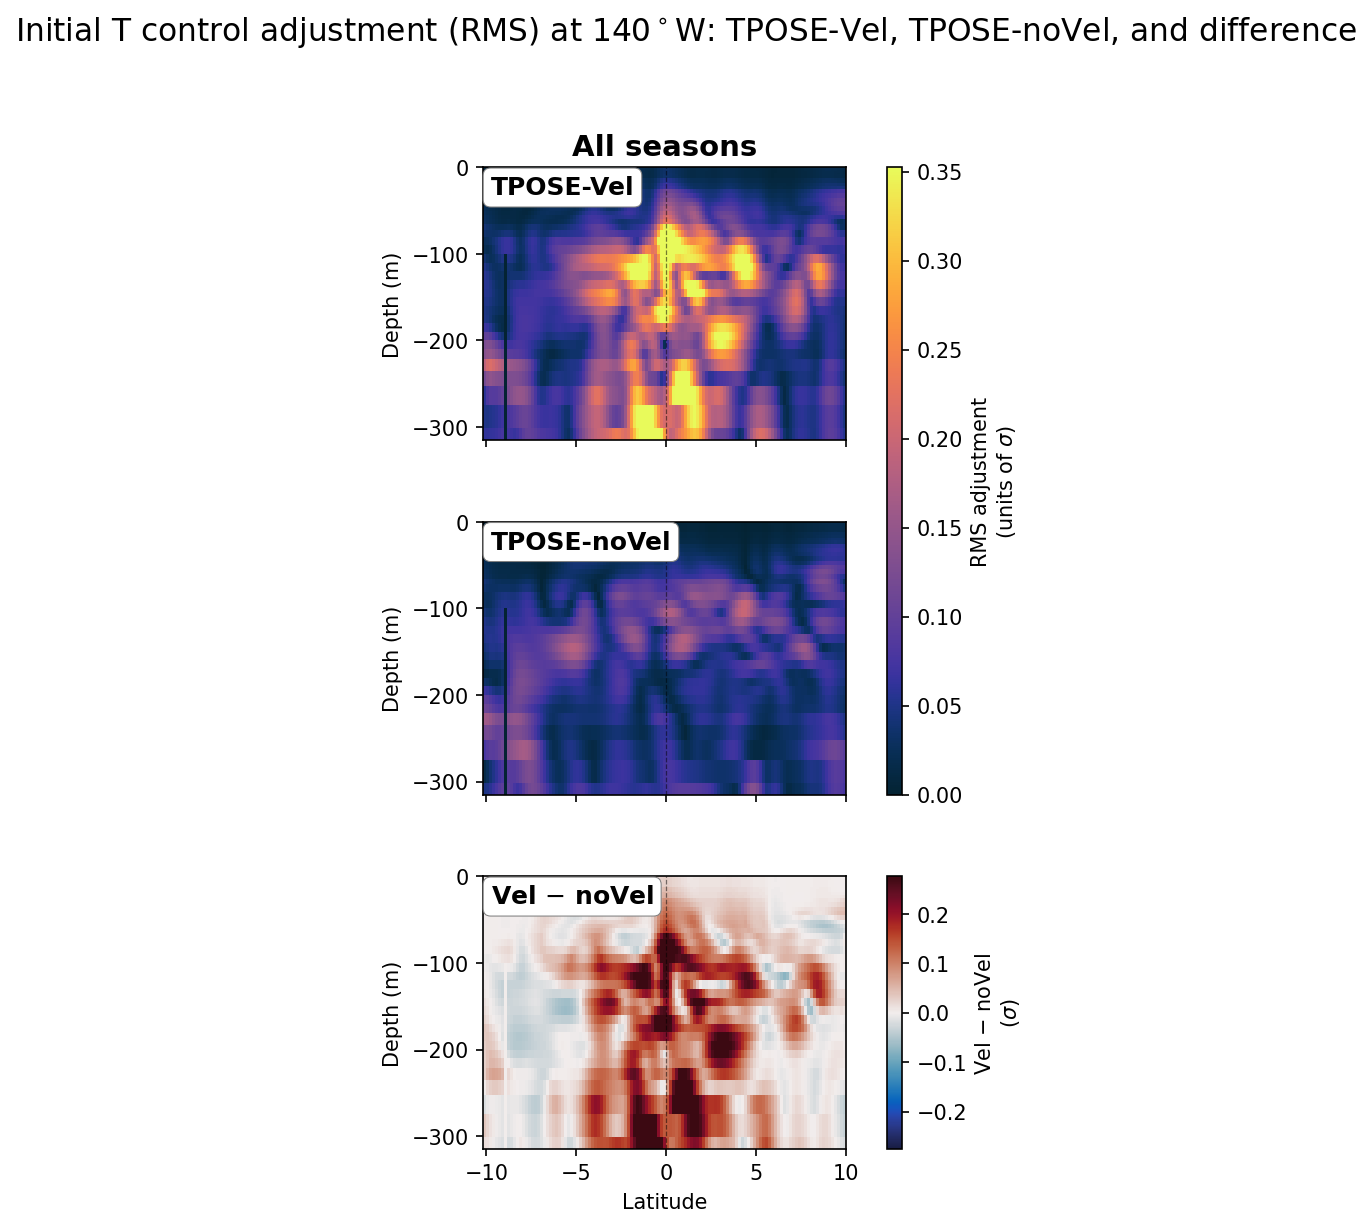 Initial T control adjustment (RMS) at 140°W: TPOSE-Vel, TPOSE-noVel, and difference
All seasons
TPOSE-Vel
0
−100
−200
−300
Depth (m)
0.35
0.30
0.25
0.20
0.15
0.10
0.05
0.00
RMS adjustment
(units of σ)
TPOSE-noVel
0
−100
−200
−300
Depth (m)
Vel − noVel
0
−100
−200
−300
Depth (m)
−10
−5
0
5
10
Latitude
0.2
0.1
0.0
−0.1
−0.2
Vel − noVel
(σ)